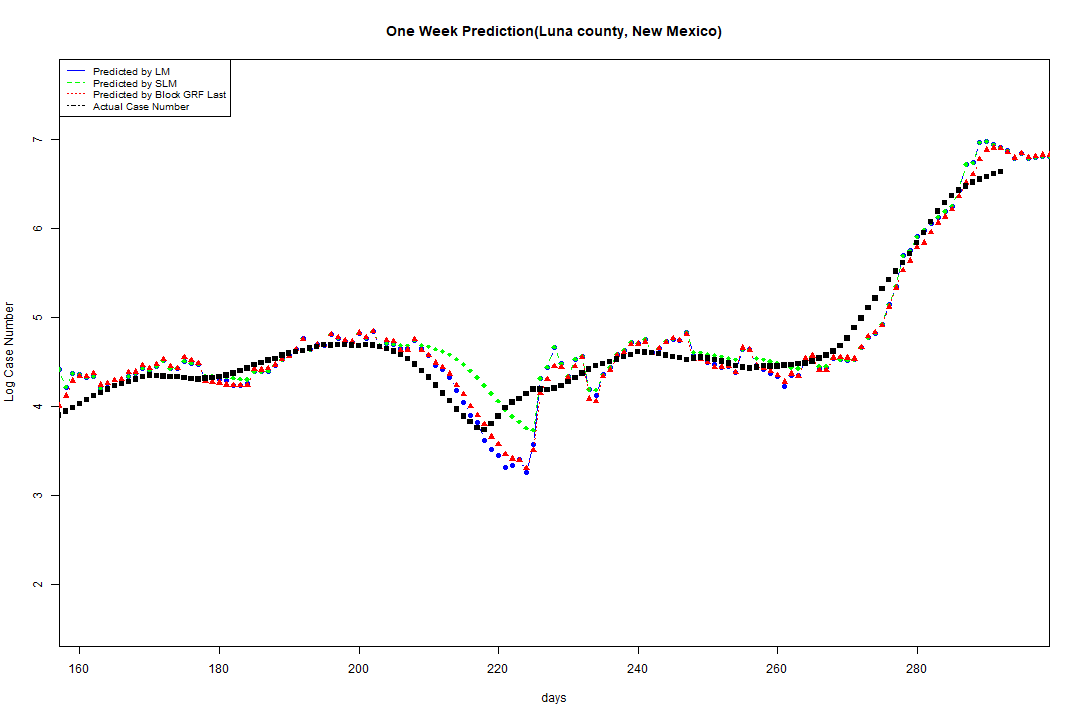 One Week Prediction(Luna county, New Mexico)
Predicted by LM
Predicted by SLM
Predicted by Block GRF Last
Actual Case Number
7
6
5
4
3
2
Log Case Number
160 180 200 220 240 260 280
days